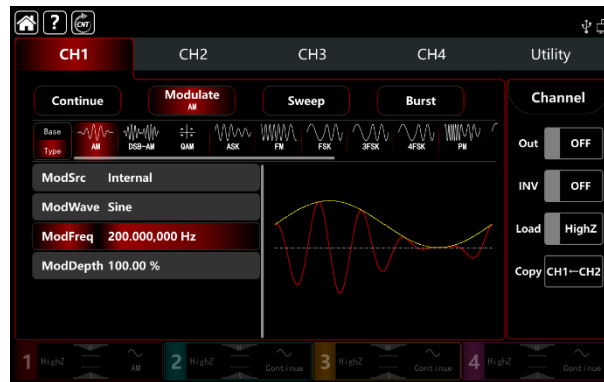 ? CNT
CH1 CH2 CH3 CH4 Utility
Continue Modulate AM Sweep Burst Channel
Base Type AM DSB-AM QAM ASK FM FSK 3FSK 4FSK PM
Out OFF
ModSrc Internal
INV OFF
ModWave Sine
ModFreq 200.000,000 Hz
Load HighZ
ModDepth 100.00 %
Copy CH1←CH2
1 HighZ AM 2 HighZ Continue 3 HighZ Continue 4 HighZ Continue